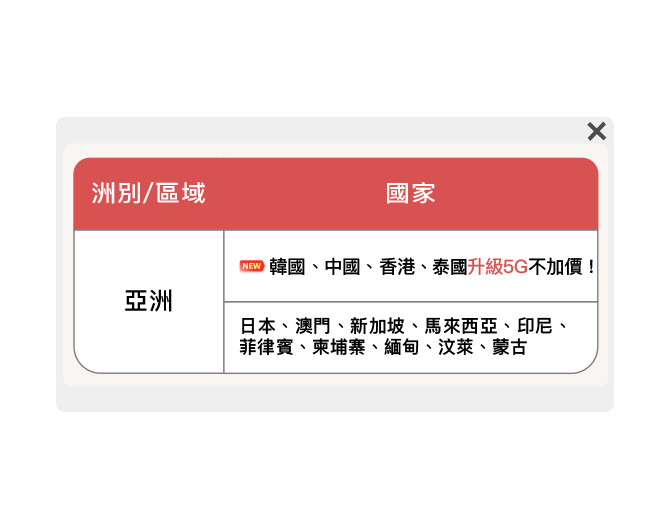 洲別/區域
國家
亞洲
NEW 韓國、中國、香港、泰國升級5G不加價！
日本、澳門、新加坡、馬來西亞、印尼、
菲律賓、柬埔寨、緬甸、汶萊、蒙古